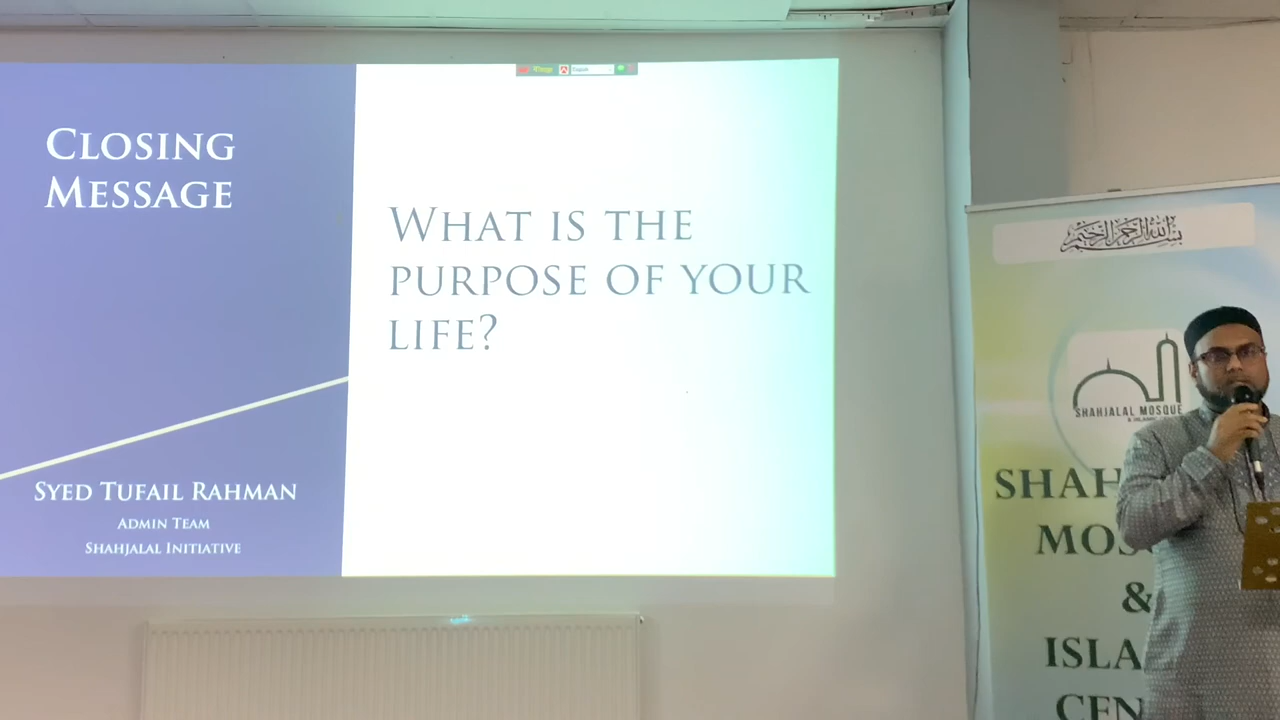 CLOSING
MESSAGE
WHAT IS THE
PURPOSE OF YOUR
LIFE?
SYED TUFAIL RAHMAN
ADMIN TEAM
SHAHJALAL INITIATIVE
بسم الله الرحمن الرحيم
SHAHJALAL MOSQUE
SHAH
MOS
&
ISLA
CEN